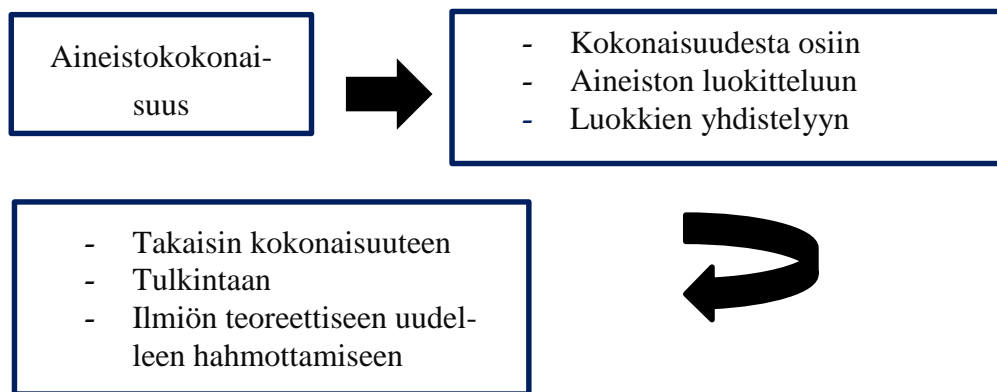 Aineistokokonai-
suus
- Kokonaisuudesta osiin
- Aineiston luokitteluun
- Luokkien yhdistelyyn
- Takaisin kokonaisuuteen
- Tulkintaan
- Ilmiön teoreettiseen uudel-
leen hahmottamiseen